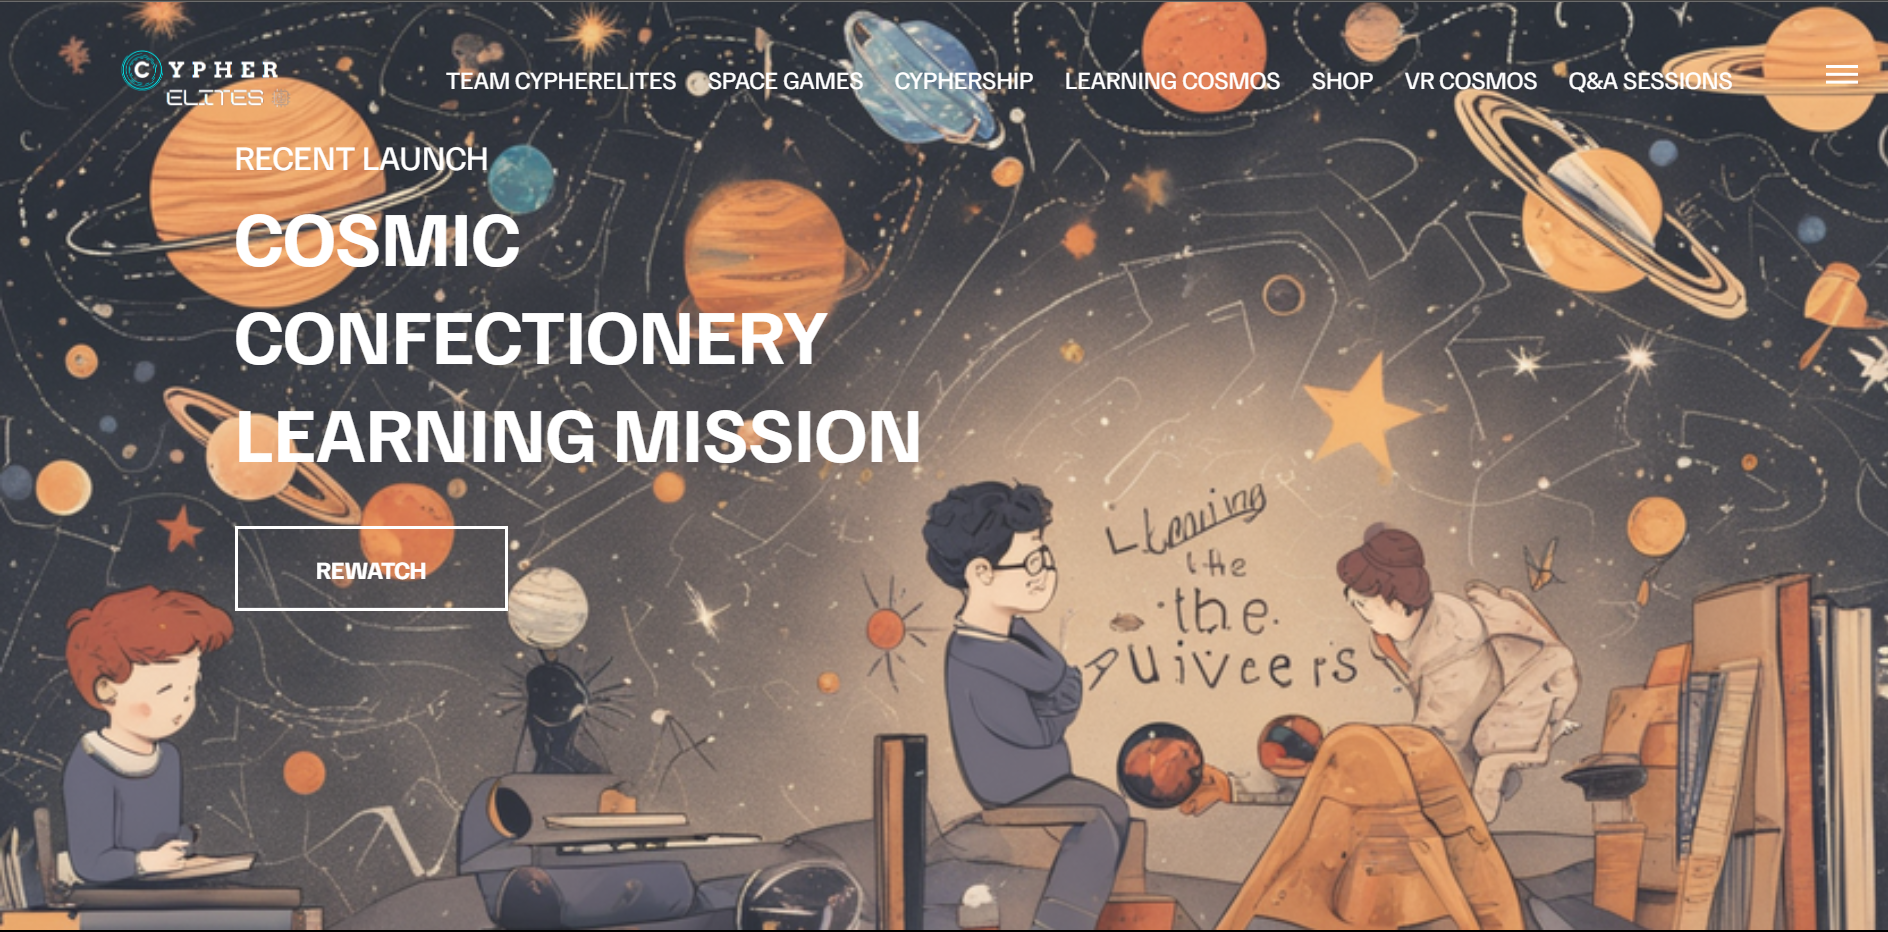 CYPHER
ELITES
TEAM CYPHERELITES SPACE GAMES CYPHERSHIP LEARNING COSMOS SHOP VR COSMOS Q&A SESSIONS
RECENT LAUNCH
COSMIC
CONFECTIONERY
LEARNING MISSION
REWATCH
the
the.